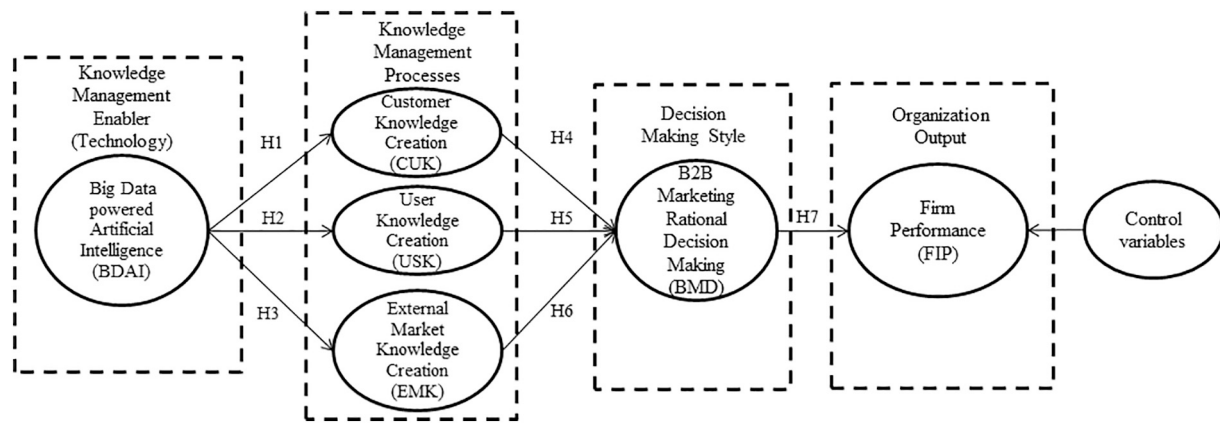 Knowledge
Management
Enabler
(Technology)
Big Data
powered
Artificial
Intelligence
(BDAI)
H1
H2
H3
Knowledge
Management
Processes
Customer
Knowledge
Creation
(CUK)
User
Knowledge
Creation
(USK)
External
Market
Knowledge
Creation
(EMK)
H4
H5
H6
Decision
Making Style
B2B
Marketing
Rational
Decision
Making
(BMD)
H7
Organization
Output
Firm
Performance
(FIP)
Control
variables